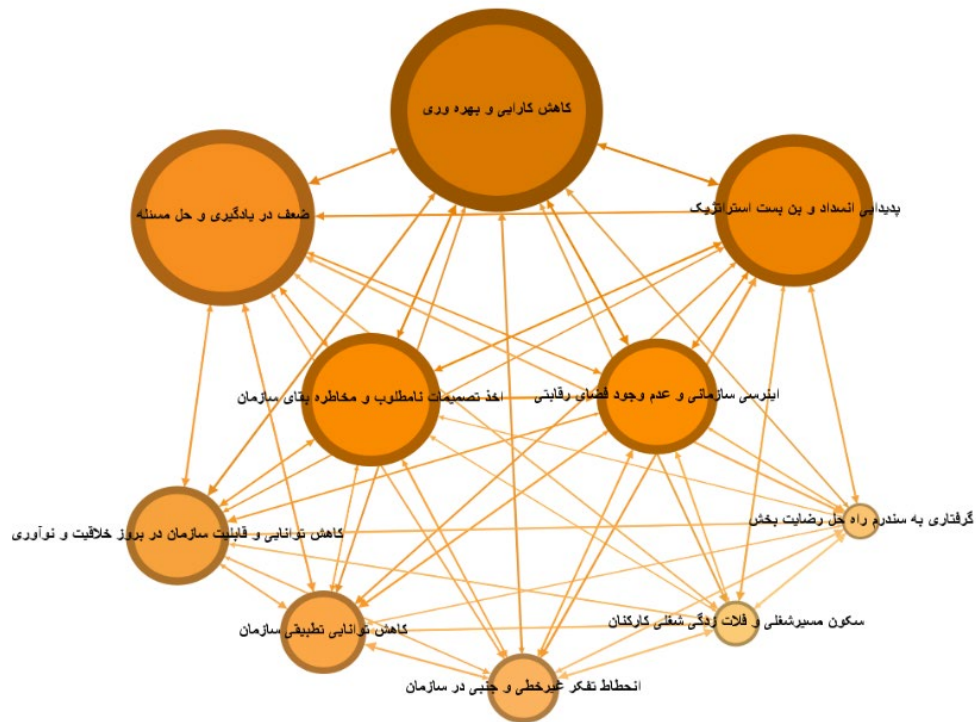 کاهش کارایی و بهره وری
ضعف در یادگیری و حل مسئله
پدیدایی انسداد و بن بست استراتژیک
اخذ تصمیمات نامطلوب و مخاطره بقای سازمان
اینرسی سازمانی و عدم وجود فضای رقابتی
کاهش توانایی و قابلیت سازمان در بروز خلاقیت و نوآوری
گرفتاری به سندرم راه حل رضایت بخش
کاهش توانایی تطبیقی سازمان
سکون مسیرشغلی و فلات زدگی شغلی کارکنان
انحطاط تفکر غیرخطی و جنبی در سازمان